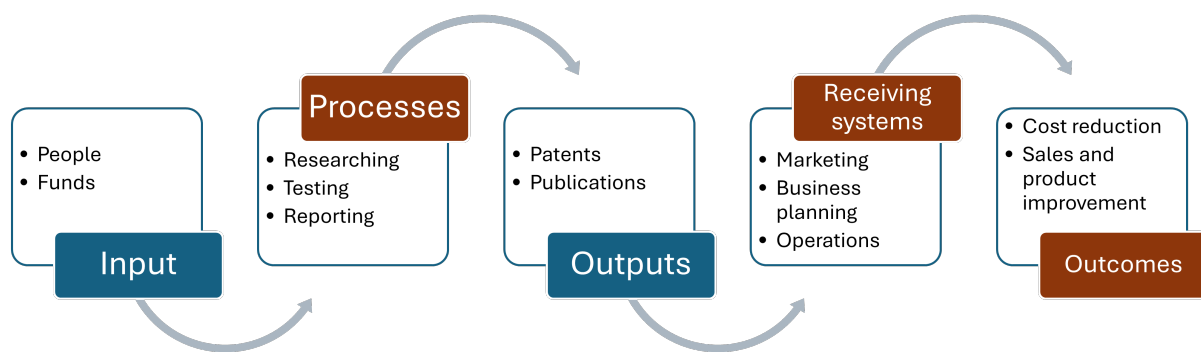 • People
• Funds
Input
Processes
• Researching
• Testing
• Reporting
• Patents
• Publications
Outputs
Receiving
systems
• Marketing
• Business
planning
• Operations
• Cost reduction
• Sales and
product
improvement
Outcomes